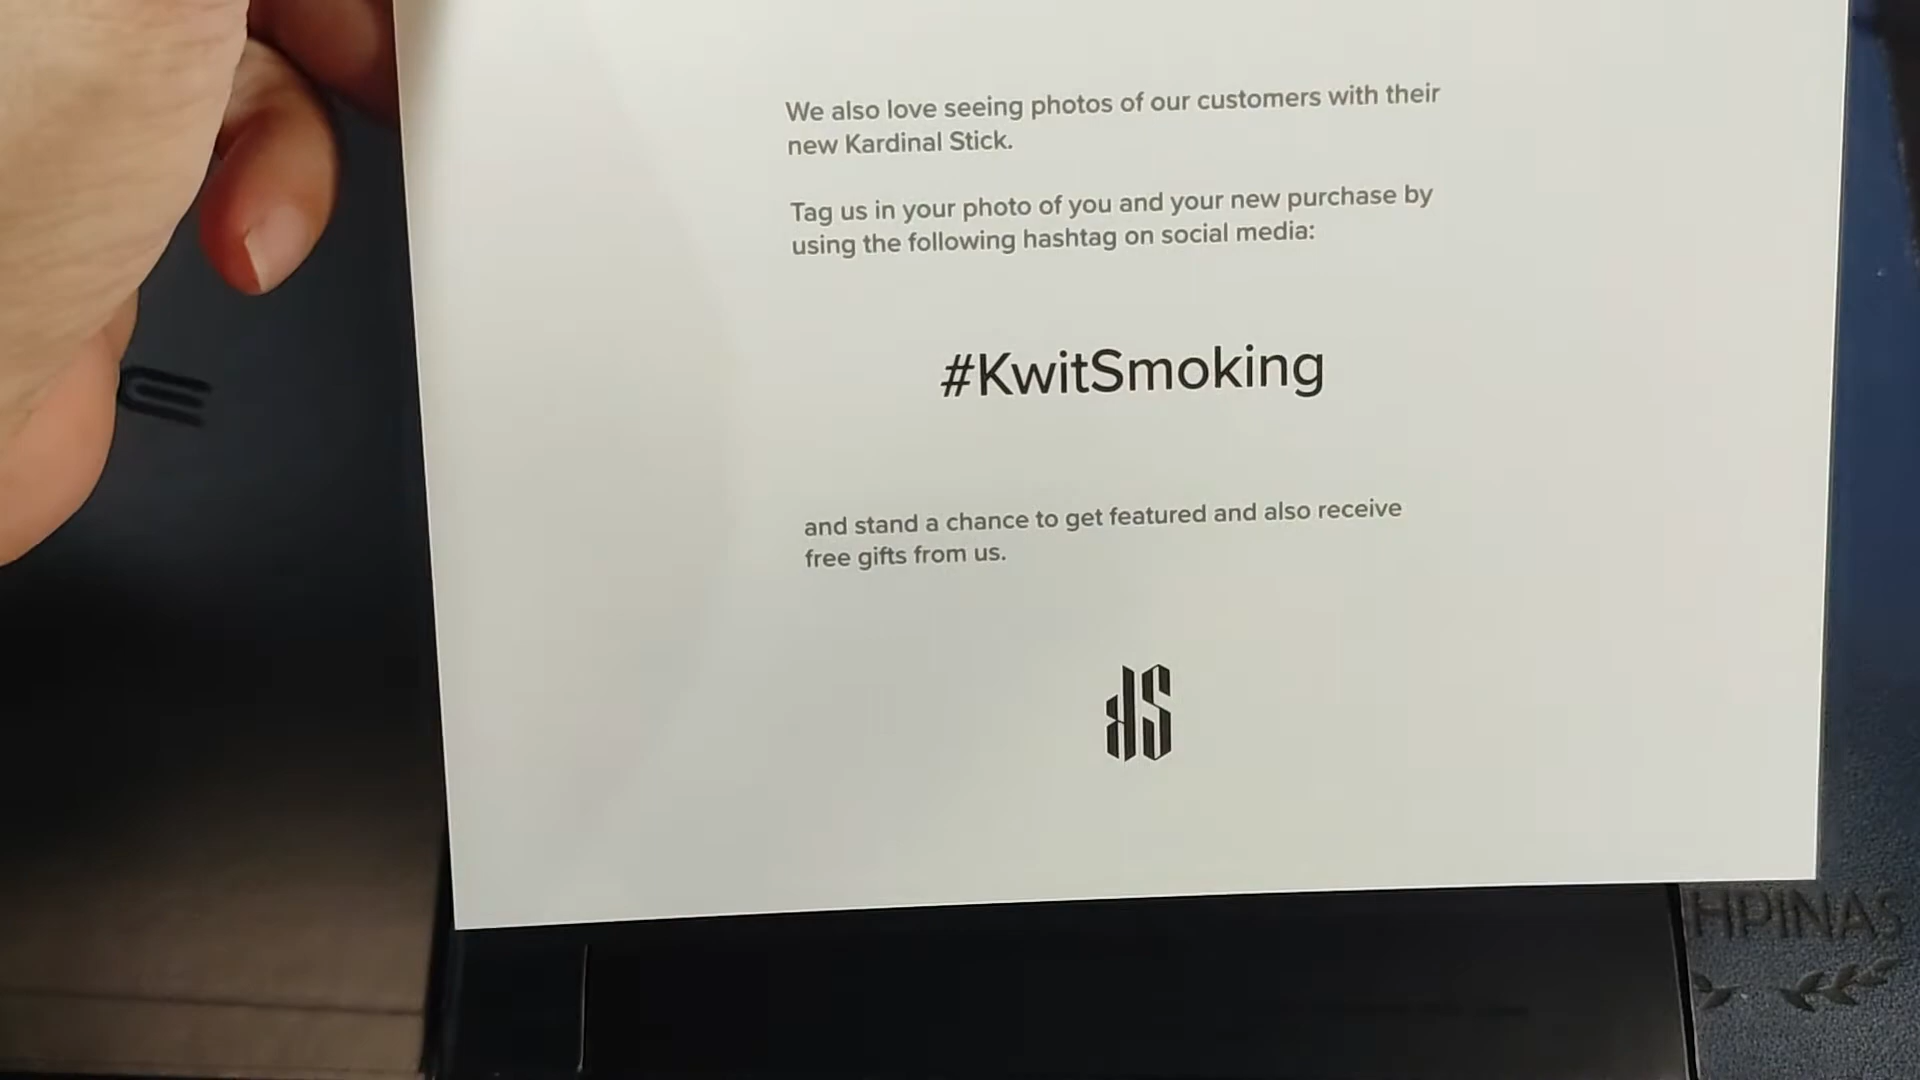 We also love seeing photos of our customers with their
new Kardinal Stick.
Tag us in your photo of you and your new purchase by
using the following hashtag on social media:
#KwitSmoking
and stand a chance to get featured and also receive
free gifts from us.
KS
HPINAS